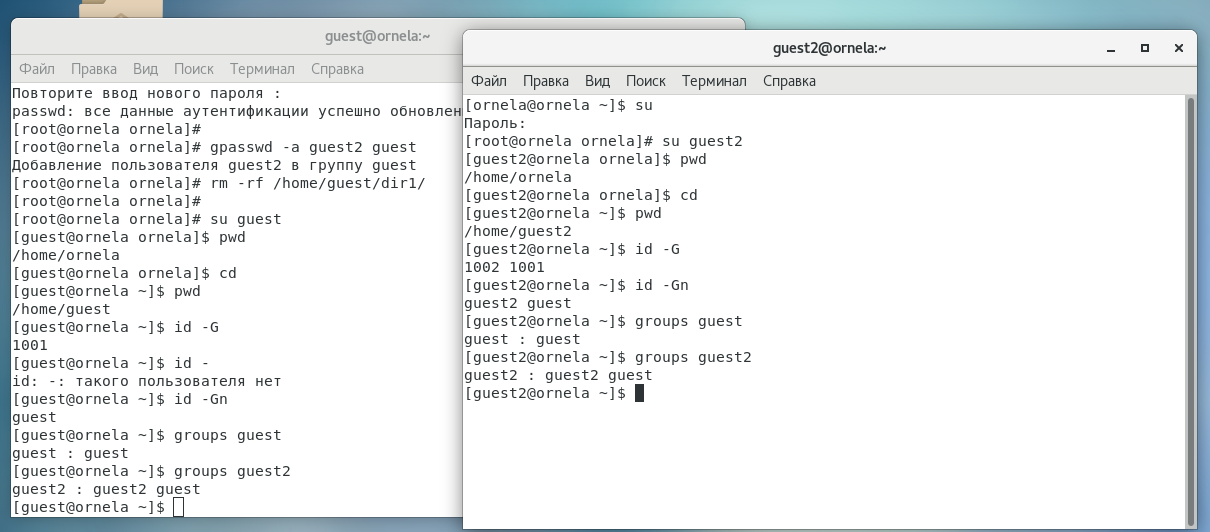 guest@ornela:~
Файл Правка Вид Поиск Терминал Справка
Повторите ввод нового пароля :
passwd: все данные аутентификации успешно обновлен
[root@ornela ornela]#
[root@ornela ornela]# gpasswd -a guest2 guest
Добавление пользователя guest2 в группу guest
[root@ornela ornela]# rm -rf /home/guest/dir1/
[root@ornela ornela]#
[root@ornela ornela]# su guest
[guest@ornela ornela]$ pwd
/home/ornela
[guest@ornela ornela]$ cd
[guest@ornela ~]$ pwd
/home/guest
[guest@ornela ~]$ id -G
1001
[guest@ornela ~]$ id -
id: -: такого пользователя нет
[guest@ornela ~]$ id -Gn
guest
[guest@ornela ~]$ groups guest
guest : guest
[guest@ornela ~]$ groups guest2
guest2 : guest2 guest
[guest@ornela ~]$
guest2@ornela:~
Файл Правка Вид Поиск Терминал Справка
[ornela@ornela ~]$ su
Пароль:
[root@ornela ornela]# su guest2
[guest2@ornela ornela]$ pwd
/home/ornela
[guest2@ornela ornela]$ cd
[guest2@ornela ~]$ pwd
/home/guest2
[guest2@ornela ~]$ id -G
1002 1001
[guest2@ornela ~]$ id -Gn
guest2 guest
[guest2@ornela ~]$ groups guest
guest : guest
[guest2@ornela ~]$ groups guest2
guest2 : guest2 guest
[guest2@ornela ~]$